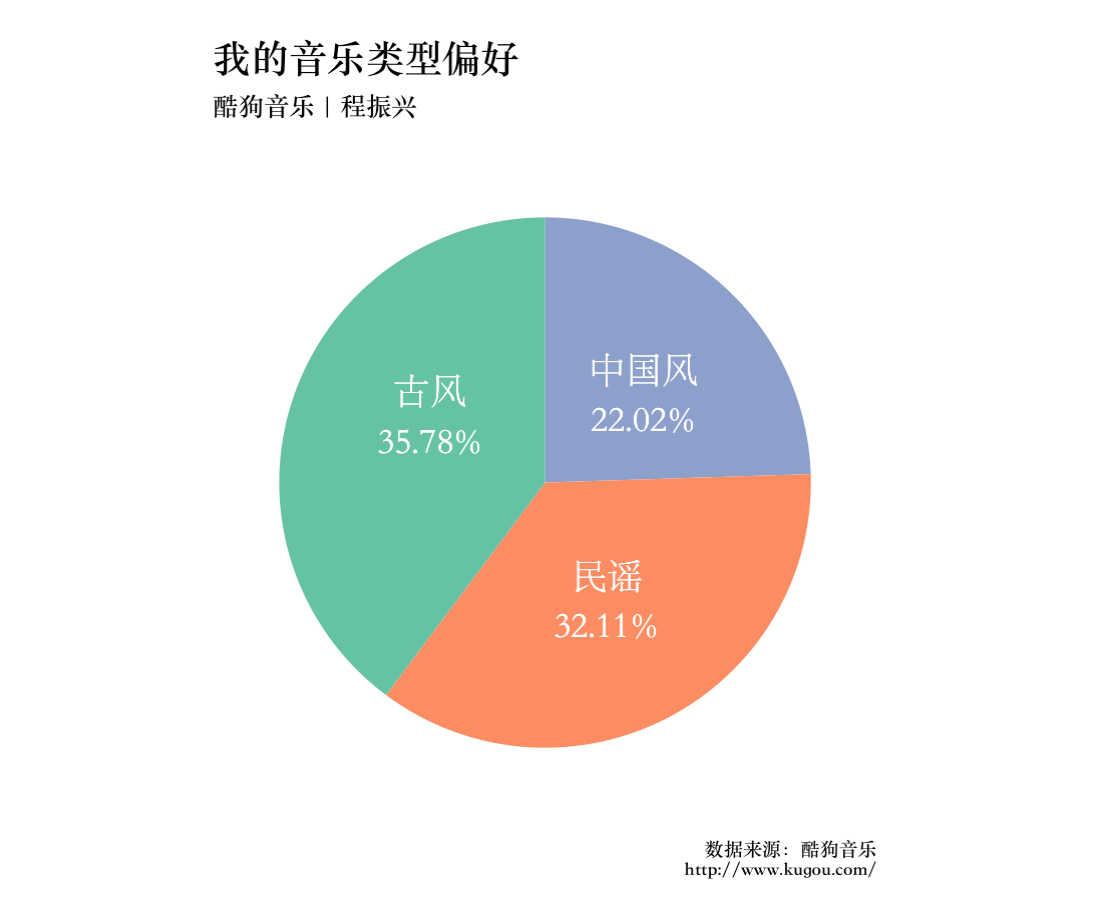 我的音乐类型偏好
酷狗音乐 | 程振兴
中国风
22.02%
古风
35.78%
民谣
32.11%
数据来源：酷狗音乐
http://www.kugou.com/